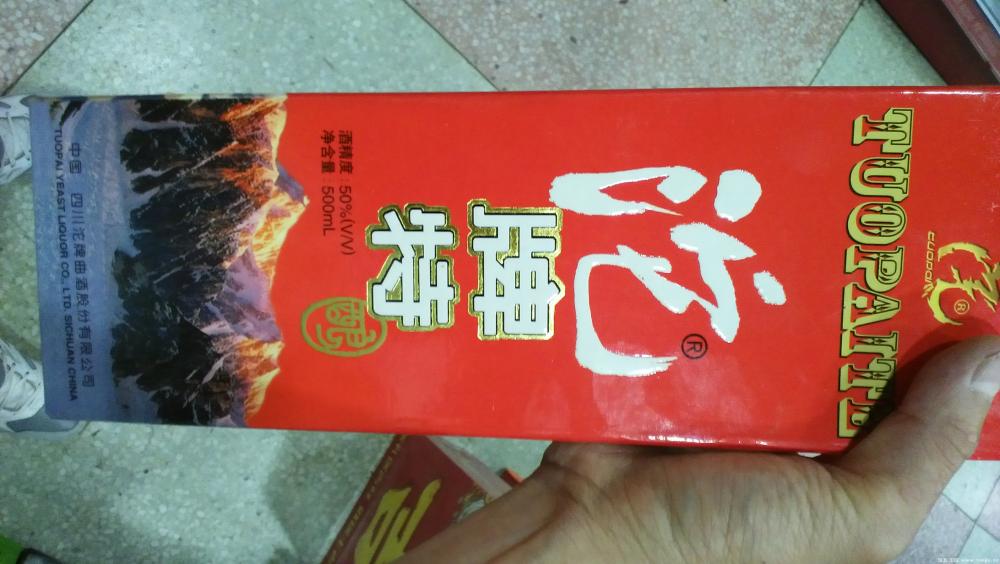 TUOPAITE
沱
®
牌
特
酿
酒精度:50%(V/V)
净含量:500mL
中国 四川沱牌曲酒股份有限公司
TUOPAI YEAST LIQUOR CO., LTD. SICHUAN CHINA